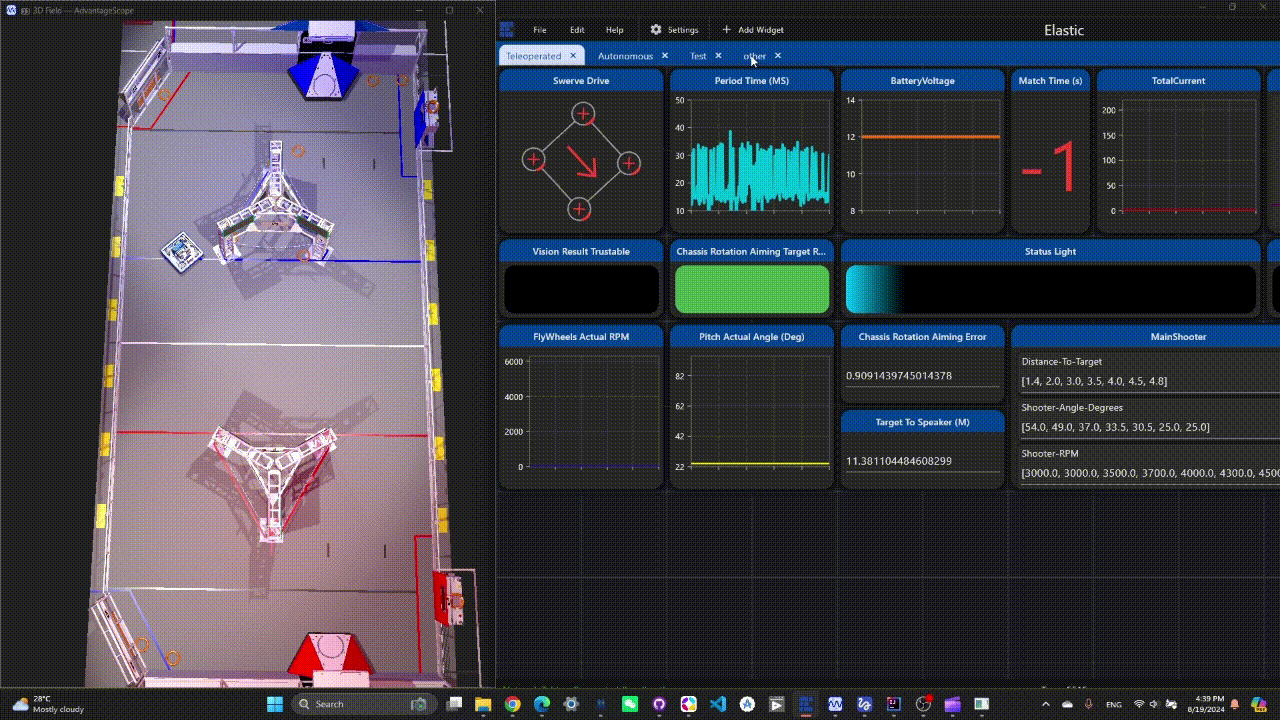 3D Field — AdvantageScope
File Edit Help Settings Add Widget Elastic
Teleoperated Autonomous Test other
Swerve Drive Period Time (MS) BatteryVoltage Match Time (s) TotalCurrent
50 14 200
40 12 150
30 10 100
20 8 50
10 0
-1
Vision Result Trustable Chassis Rotation Aiming Target R... Status Light
FlyWheels Actual RPM Pitch Actual Angle (Deg) Chassis Rotation Aiming Error MainShooter
6000 82
4000 62
2000 42
0 22
0.9091439745014378
Target To Speaker (M)
11.381104484608299
Distance-To-Target
[1.4, 2.0, 3.0, 3.5, 4.0, 4.5, 4.8]
Shooter-Angle-Degrees
[54.0, 49.0, 37.0, 33.5, 30.5, 25.0, 25.0]
Shooter-RPM
[3000.0, 3000.0, 3500.0, 3700.0, 4000.0, 4300.0, 4500
28°C
Mostly cloudy
Search
ENG
4:39 PM
8/19/2024